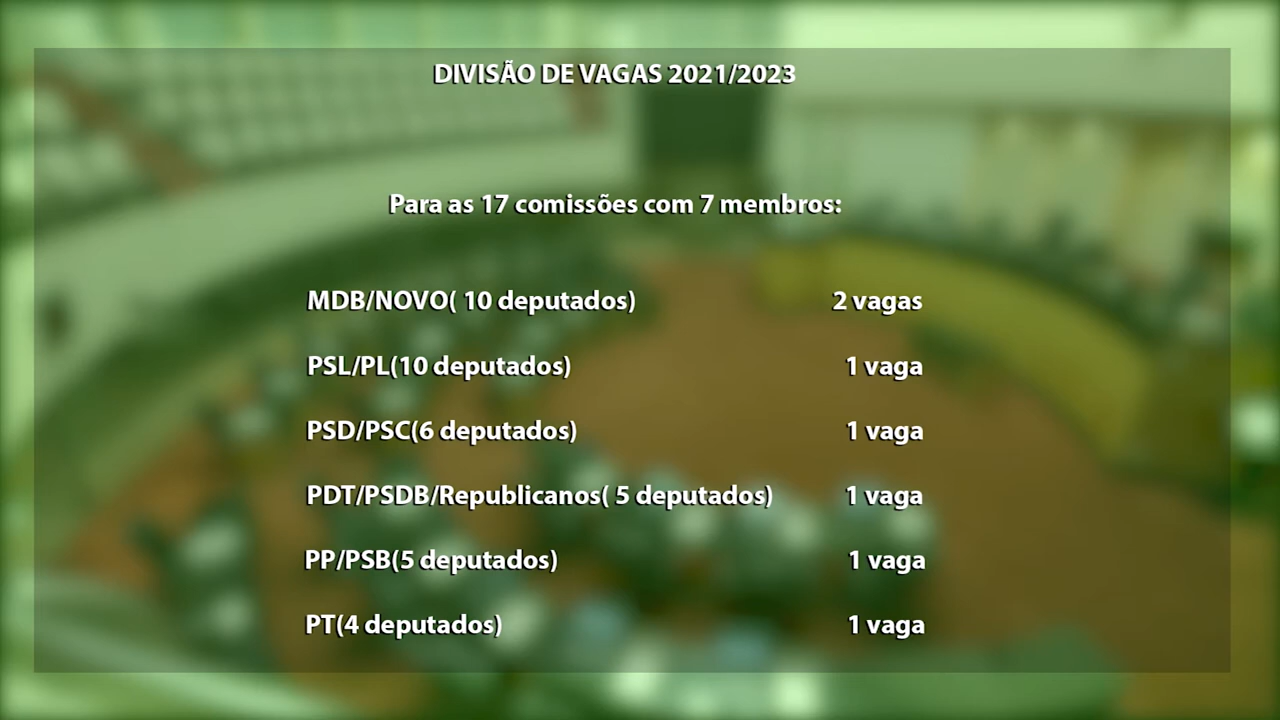 DIVISÃO DE VAGAS 2021/2023
Para as 17 comissões com 7 membros:
MDB/NOVO( 10 deputados) 2 vagas
PSL/PL(10 deputados) 1 vaga
PSD/PSC(6 deputados) 1 vaga
PDT/PSDB/Republicanos( 5 deputados) 1 vaga
PP/PSB(5 deputados) 1 vaga
PT(4 deputados) 1 vaga